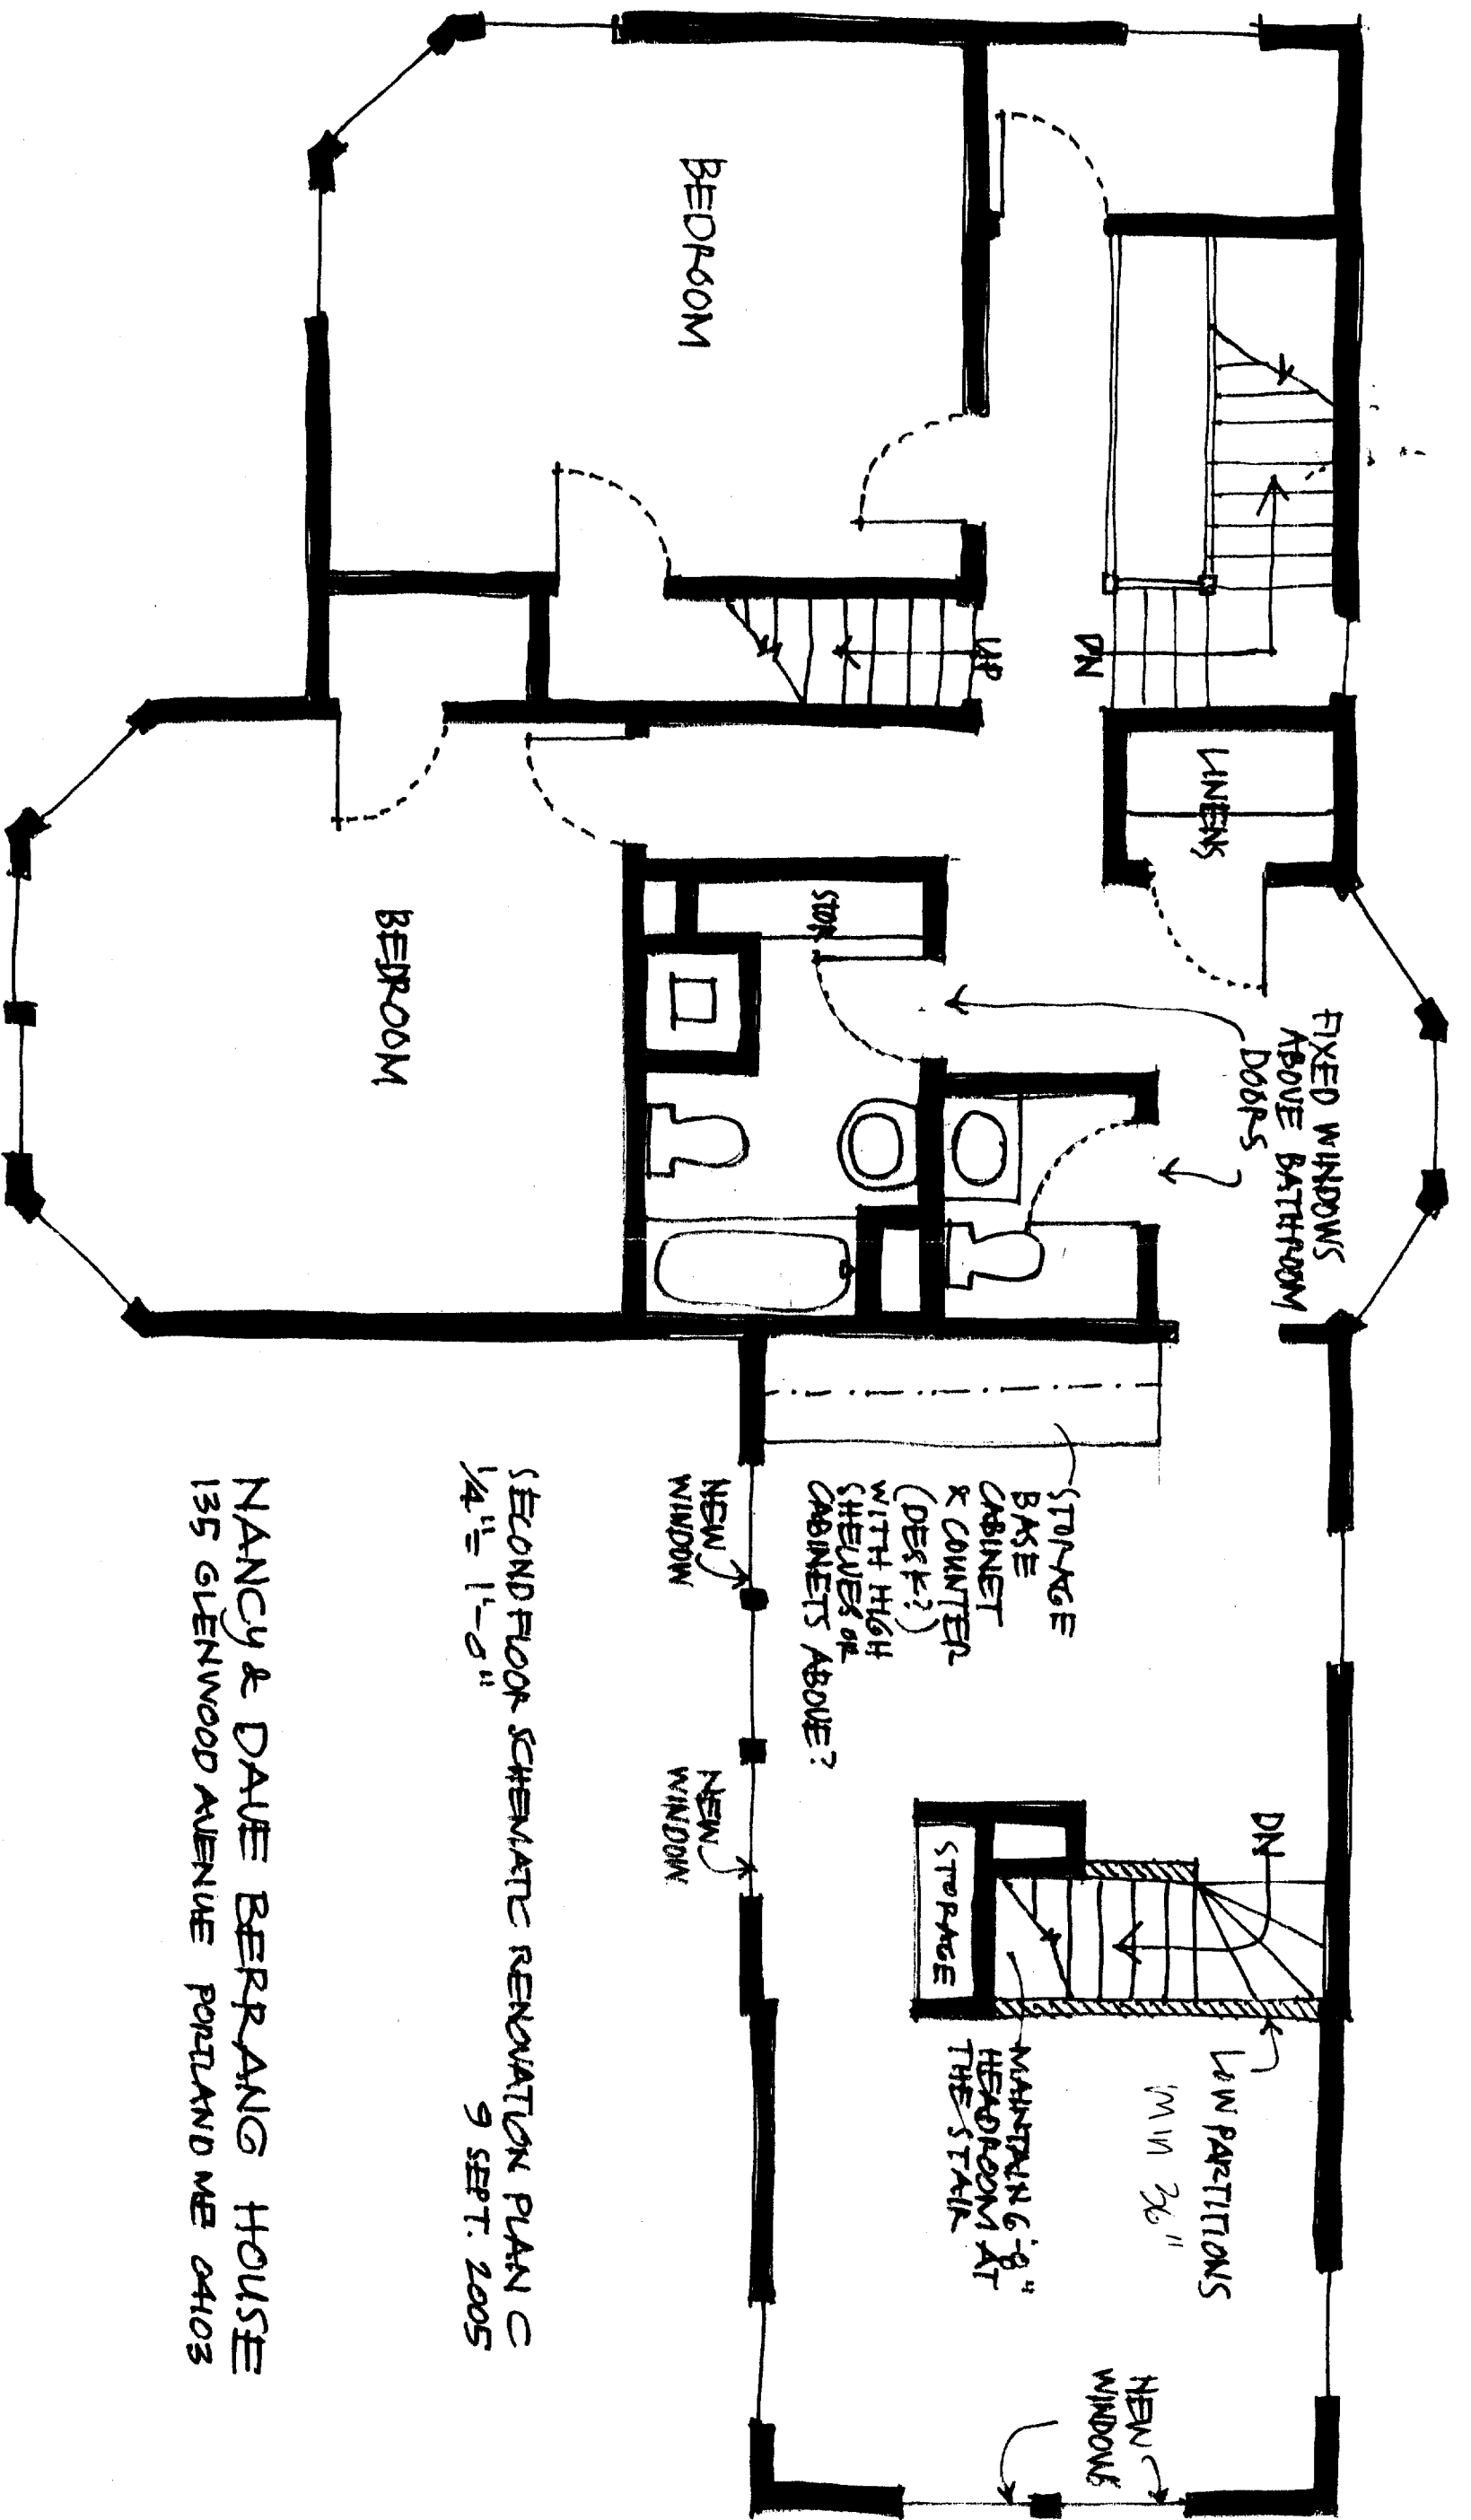 FIXED WINDOWS
ABOVE BATHROOM
DOORS
DN
LOW PARTITIONS
MIN 36"
LINENS
NEW
WINDOWS
DN
UP
STORAGE
BASE
CABINET
& COUNTER
(DESK?)
WITH HIGH
SHELVES OR
CABINETS ABOVE?
MAINTAIN 6'-8"
HEADROOM AT
THE STAIR
STORAGE
STOR
BEDROOM
NEW
WINDOW
NEW
WINDOW
BEDROOM
SECOND FLOOR SCHEMATIC RENOVATION PLAN C
1/4" = 1'-0"
9 SEPT. 2005
NANCY & DAVE BERRANG HOUSE
135 GLENWOOD AVENUE PORTLAND ME 04103